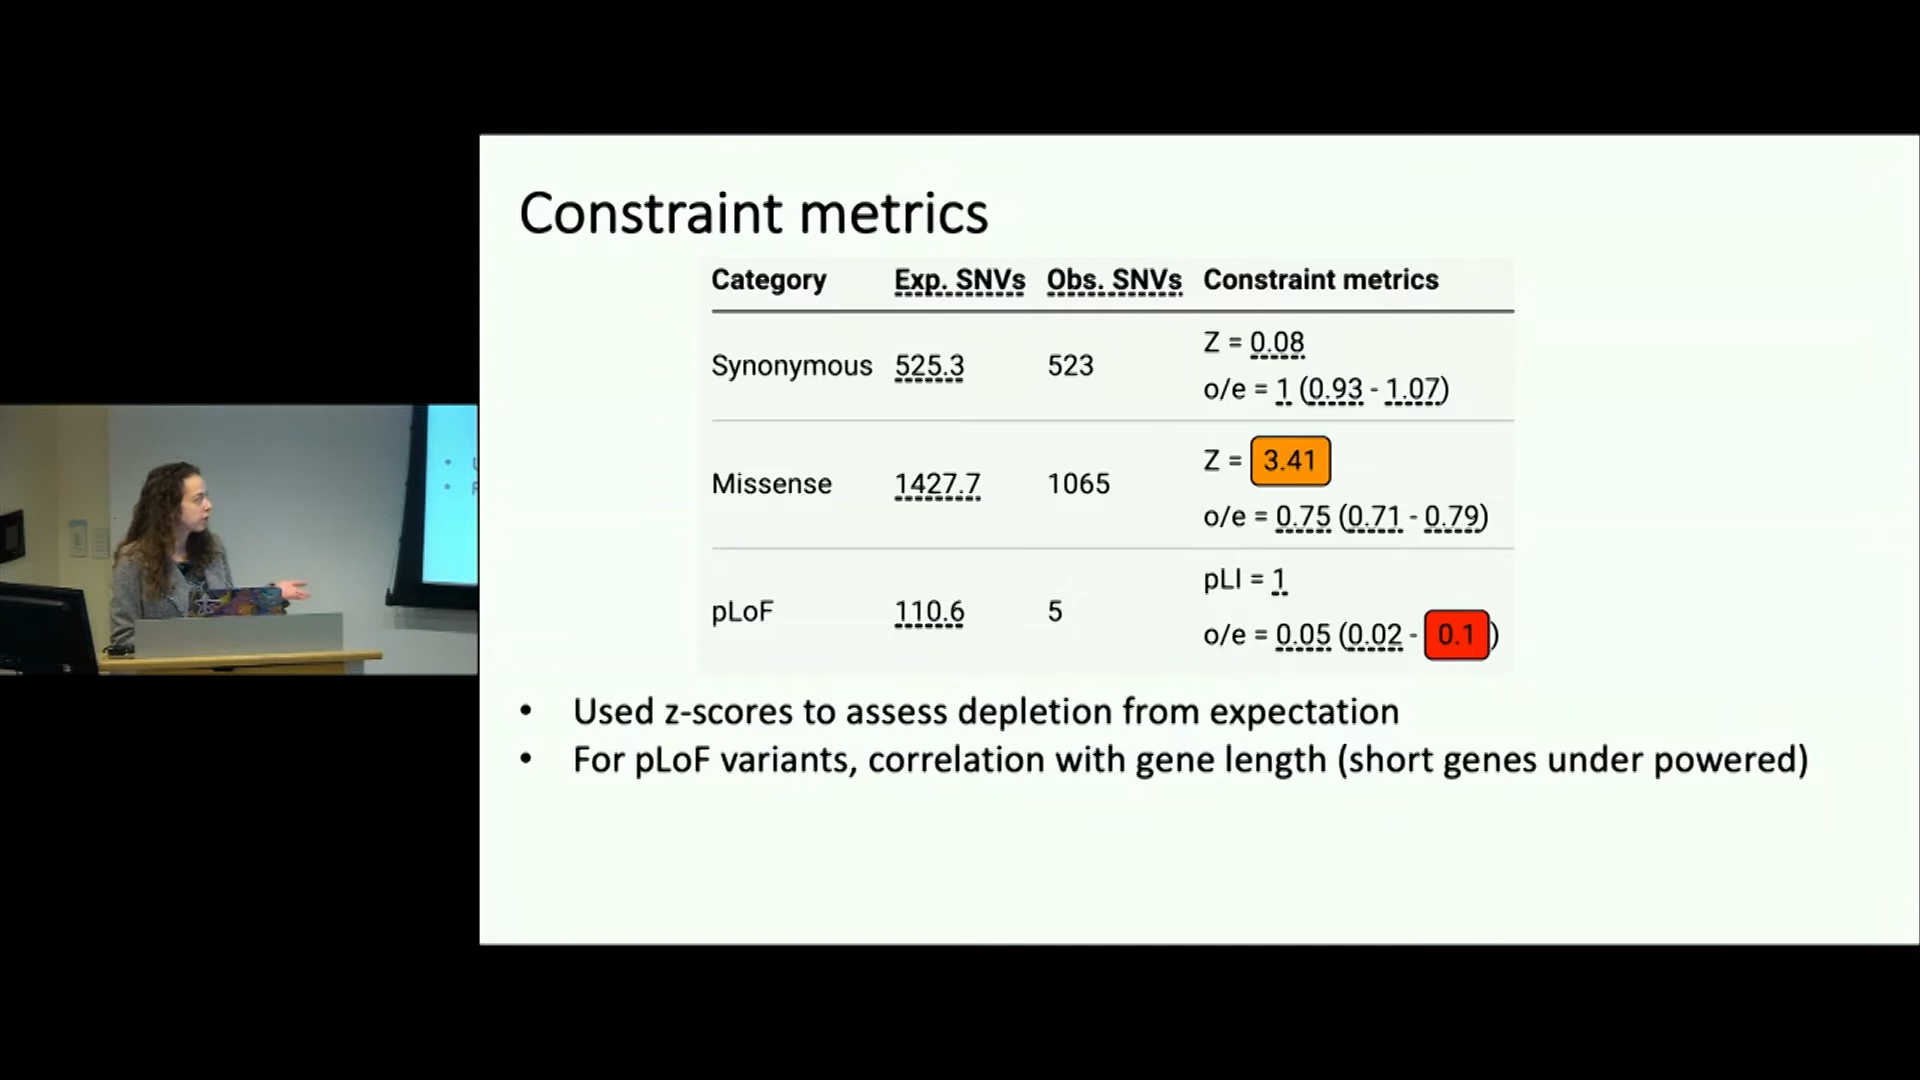 Constraint metrics
Category Exp. SNVs Obs. SNVs Constraint metrics
Synonymous 525.3 523 Z = 0.08
o/e = 1 (0.93 - 1.07)
Missense 1427.7 1065 Z = 3.41
o/e = 0.75 (0.71 - 0.79)
pLoF 110.6 5 pLI = 1
o/e = 0.05 (0.02 - 0.1)
• Used z-scores to assess depletion from expectation
• For pLoF variants, correlation with gene length (short genes under powered)